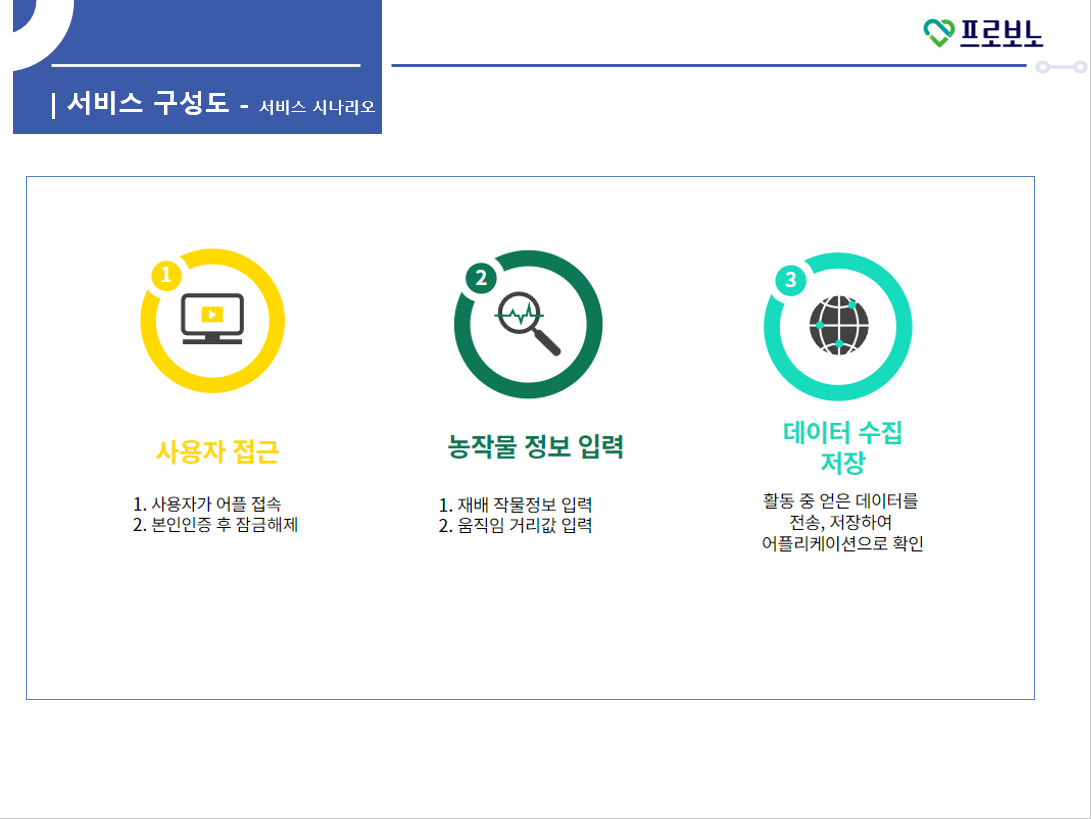 프로보노
| 서비스 구성도 - 서비스 시나리오
1
사용자 접근
1. 사용자가 어플 접속
2. 본인인증 후 잠금해제
2
농작물 정보 입력
1. 재배 작물정보 입력
2. 움직임 거리값 입력
3
데이터 수집
저장
활동 중 얻은 데이터를
전송, 저장하여
어플리케이션으로 확인